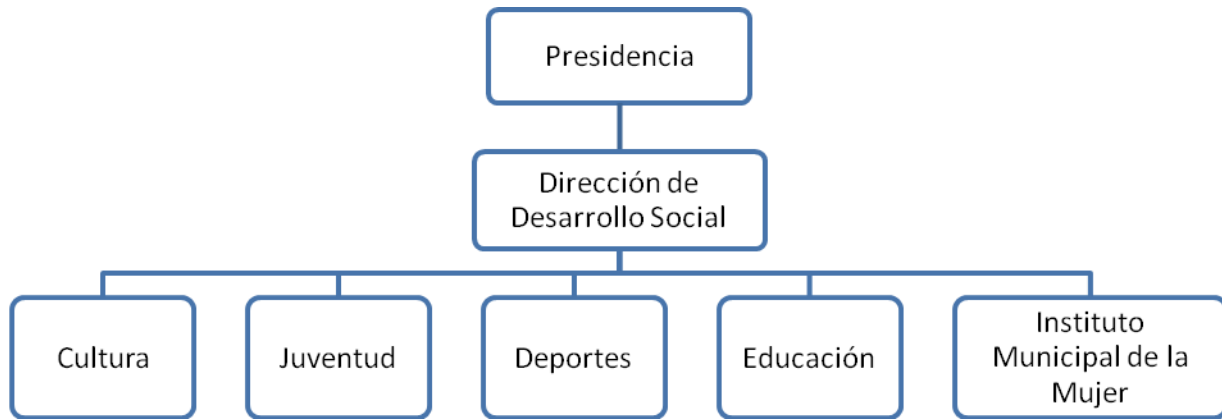 Presidencia
Dirección de
Desarrollo Social
Cultura
Juventud
Deportes
Educación
Instituto
Municipal de la
Mujer